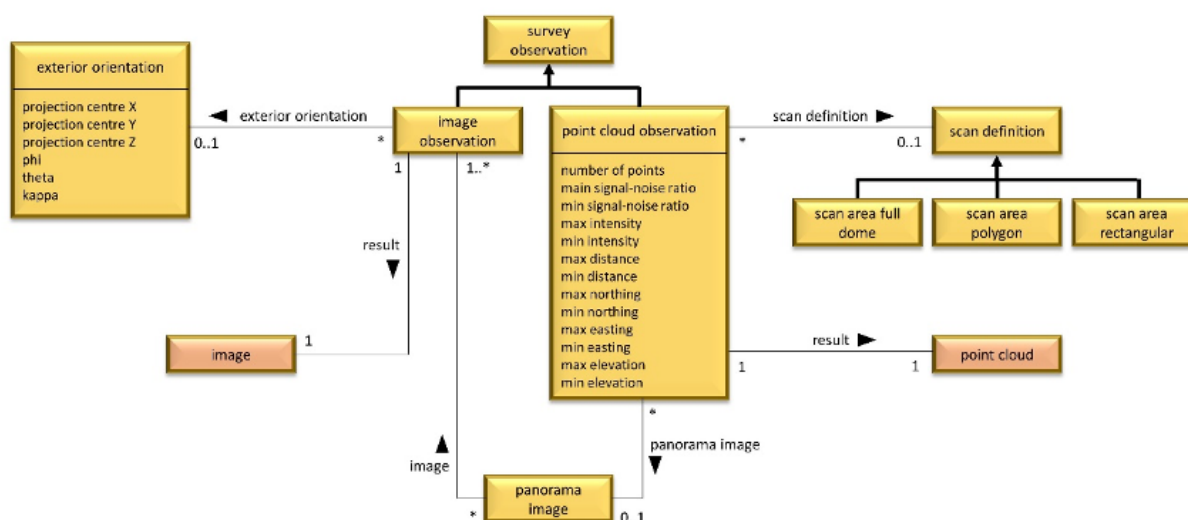 survey
observation
exterior orientation
projection centre X
projection centre Y
projection centre Z
phi
theta
kappa
exterior orientation
0..1
*
image
observation
1
1..*
point cloud observation
number of points
main signal-noise ratio
min signal-noise ratio
max intensity
min intensity
max distance
min distance
max northing
min northing
max easting
min easting
max elevation
min elevation
scan definition
*
0..1
scan definition
scan area full
dome
scan area
polygon
scan area
rectangular
result
1
image
result
1
1
point cloud
*
panorama image
image
panorama
image
*
0..1